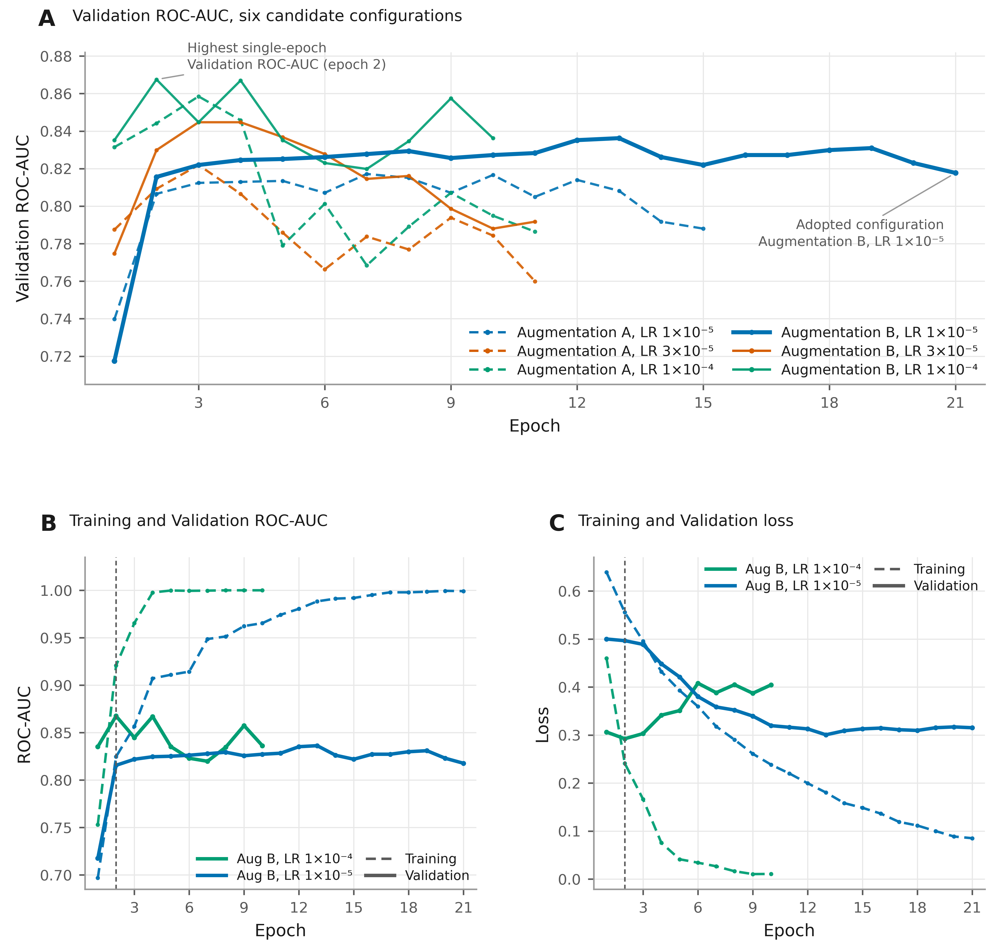 A Validation ROC-AUC, six candidate configurations
Highest single-epoch
Validation ROC-AUC (epoch 2)
Validation ROC-AUC
0.88
0.86
0.84
0.82
0.80
0.78
0.76
0.74
0.72
Adopted configuration
Augmentation B, LR 1×10⁻⁵
Augmentation A, LR 1×10⁻⁵
Augmentation A, LR 3×10⁻⁵
Augmentation A, LR 1×10⁻⁴
Augmentation B, LR 1×10⁻⁵
Augmentation B, LR 3×10⁻⁵
Augmentation B, LR 1×10⁻⁴
3 6 9 12 15 18 21
Epoch
B Training and Validation ROC-AUC
ROC-AUC
1.00
0.95
0.90
0.85
0.80
0.75
0.70
Aug B, LR 1×10⁻⁴
Aug B, LR 1×10⁻⁵
Training
Validation
3 6 9 12 15 18 21
Epoch
C Training and Validation loss
Loss
0.6
0.5
0.4
0.3
0.2
0.1
0.0
Aug B, LR 1×10⁻⁴
Aug B, LR 1×10⁻⁵
Training
Validation
3 6 9 12 15 18 21
Epoch